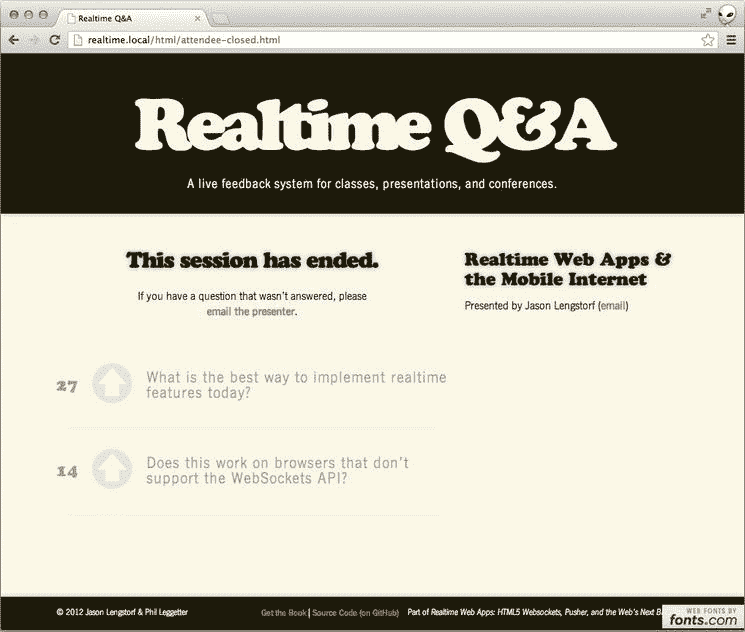 Realtime Q&A
realtime.local/html/attendee-closed.html
Realtime Q&A
A live feedback system for classes, presentations, and conferences.
This session has ended.
If you have a question that wasn't answered, please
email the presenter.
Realtime Web Apps &
the Mobile Internet
Presented by Jason Lengstorf (email)
27
What is the best way to implement realtime
features today?
14
Does this work on browsers that don't
support the WebSockets API?
© 2012 Jason Lengstorf & Phil Leggetter
Get the Book | Source Code (on GitHub)
Part of Realtime Web Apps: HTML5 Websockets, Pusher, and the Web's Next B
WEB FONTS BY
fonts.com